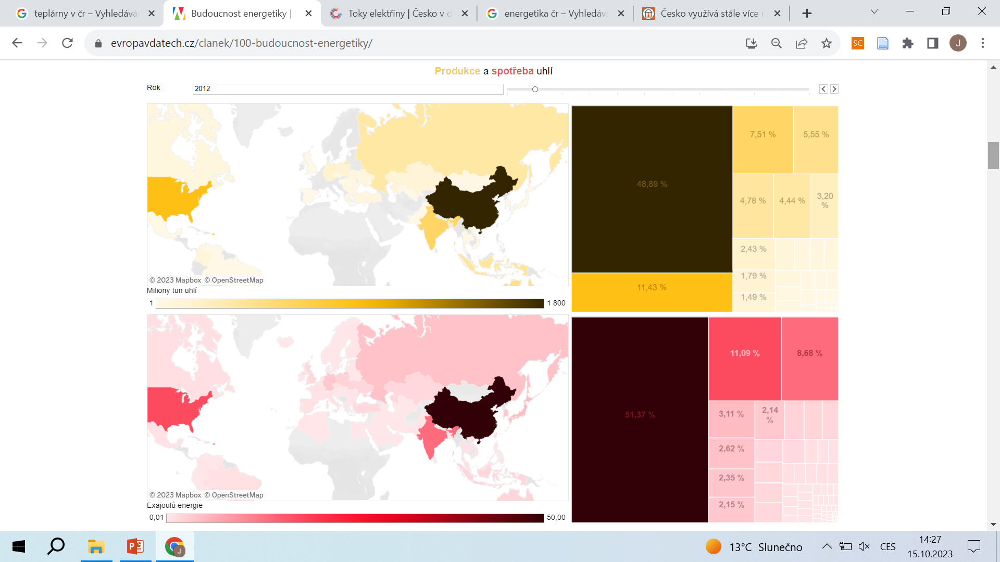 teplárny v čr – Vyhledává
Budoucnost energetiky |
Toky elektřiny | Česko v d
energetika čr – Vyhledáva
Česko využívá stále více
evropavdatech.cz/clanek/100-budoucnost-energetiky/
SC
J
Produkce a spotřeba uhlí
Rok
2012
48,89 %
7,51 %
5,55 %
4,78 %
4,44 %
3,20
%
2,43 %
1,79 %
1,49 %
11,43 %
© 2023 Mapbox © OpenStreetMap
Miliony tun uhlí
1
1 800
51,37 %
11,09 %
8,68 %
3,11 %
2,14
%
2,62 %
2,35 %
2,15 %
© 2023 Mapbox © OpenStreetMap
Exajoulů energie
0,01
50,00
J
13°C Slunečno
CES
14:27
15.10.2023